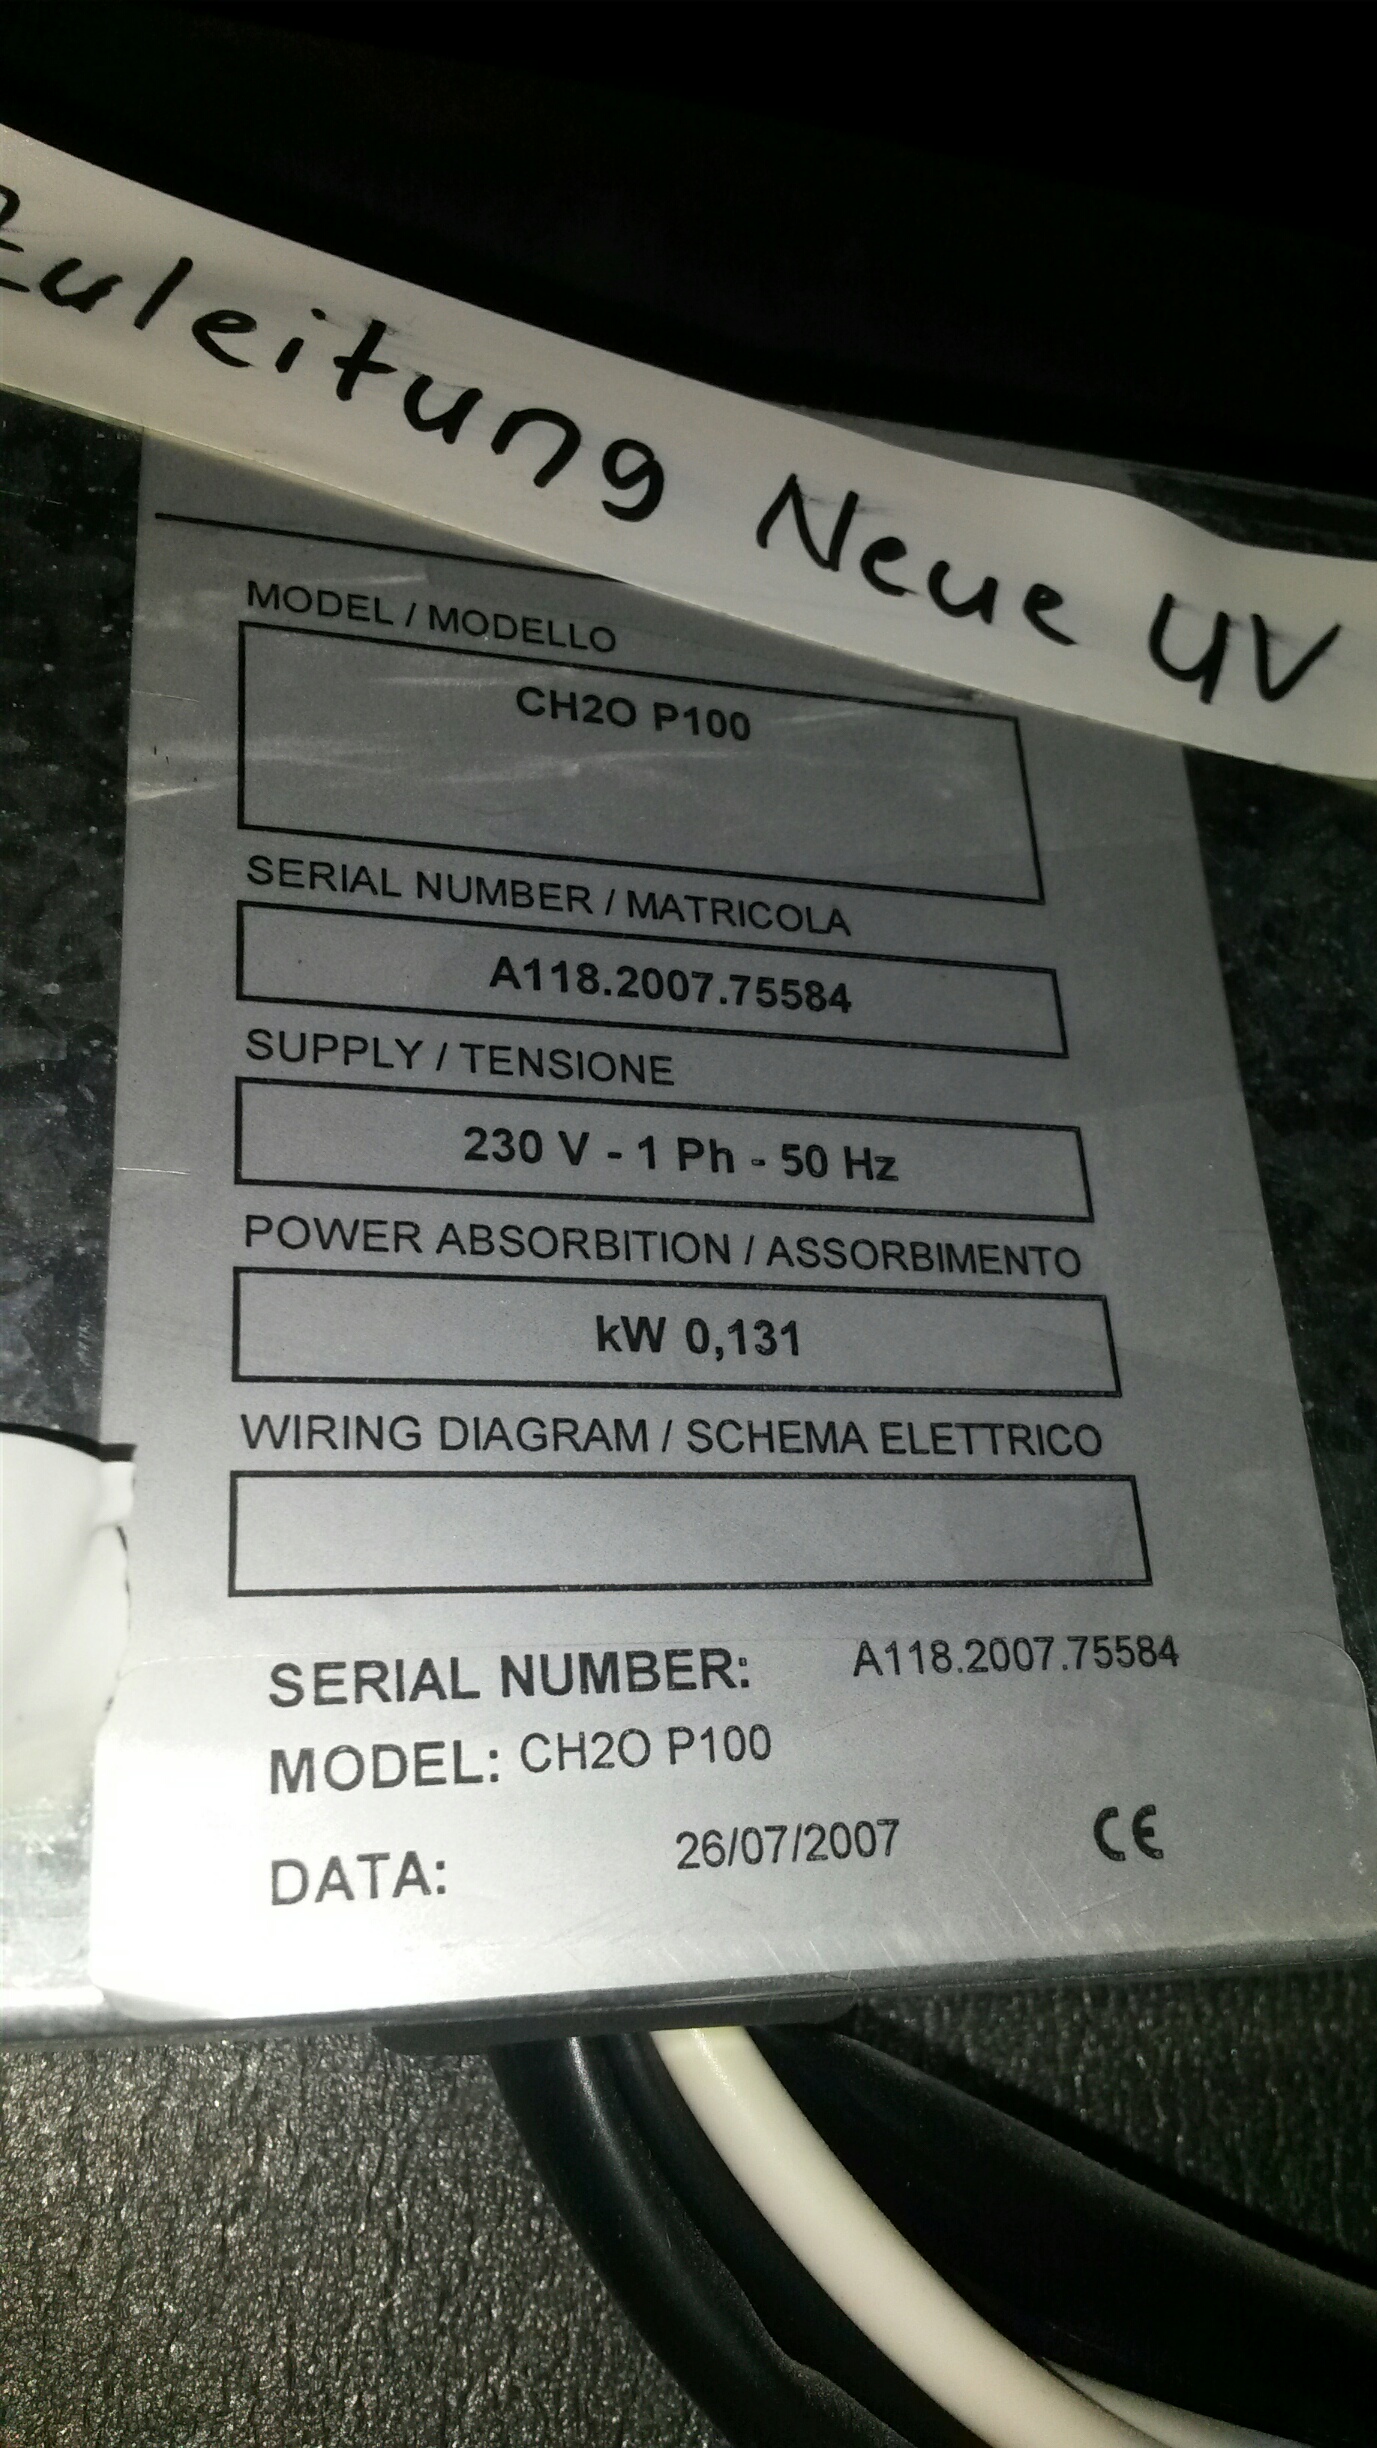 Zuleitung Neue UV
MODEL / MODELLO
CH2O P100
SERIAL NUMBER / MATRICOLA
A118.2007.75584
SUPPLY / TENSIONE
230 V - 1 Ph - 50 Hz
POWER ABSORBITION / ASSORBIMENTO
kW 0,131
WIRING DIAGRAM / SCHEMA ELETTRICO
SERIAL NUMBER: A118.2007.75584
MODEL: CH2O P100
DATA: 26/07/2007 CE